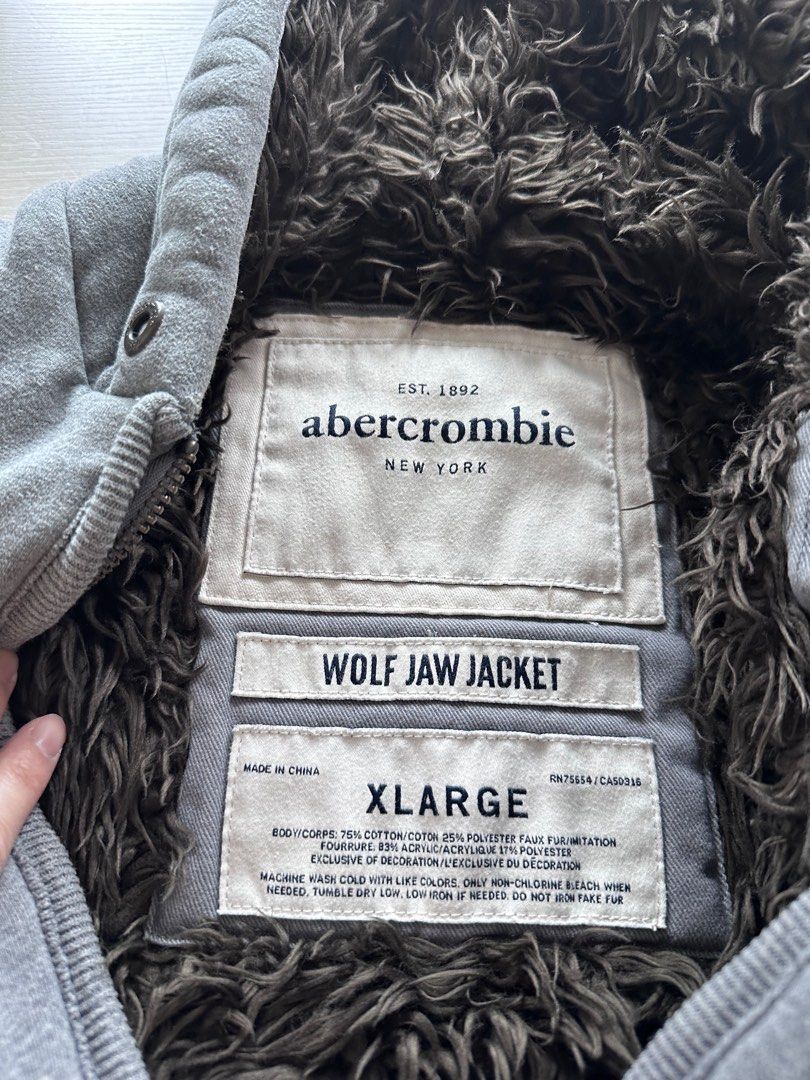 EST. 1892
abercrombie
NEW YORK
WOLF JAW JACKET
MADE IN CHINA
RN75654/CA50316
XLARGE
BODY/CORPS: 75% COTTON/COTON 25% POLYESTER FAUX FUR/IMITATION
FOURRURE: 83% ACRYLIC/ACRYLIQUE 17% POLYESTER
EXCLUSIVE OF DECORATION/L'EXCLUSIVE DU DÉCORATION
MACHINE WASH COLD WITH LIKE COLORS. ONLY NON-CHLORINE BLEACH WHEN
NEEDED. TUMBLE DRY LOW. LOW IRON IF NEEDED. DO NOT IRON FAKE FUR